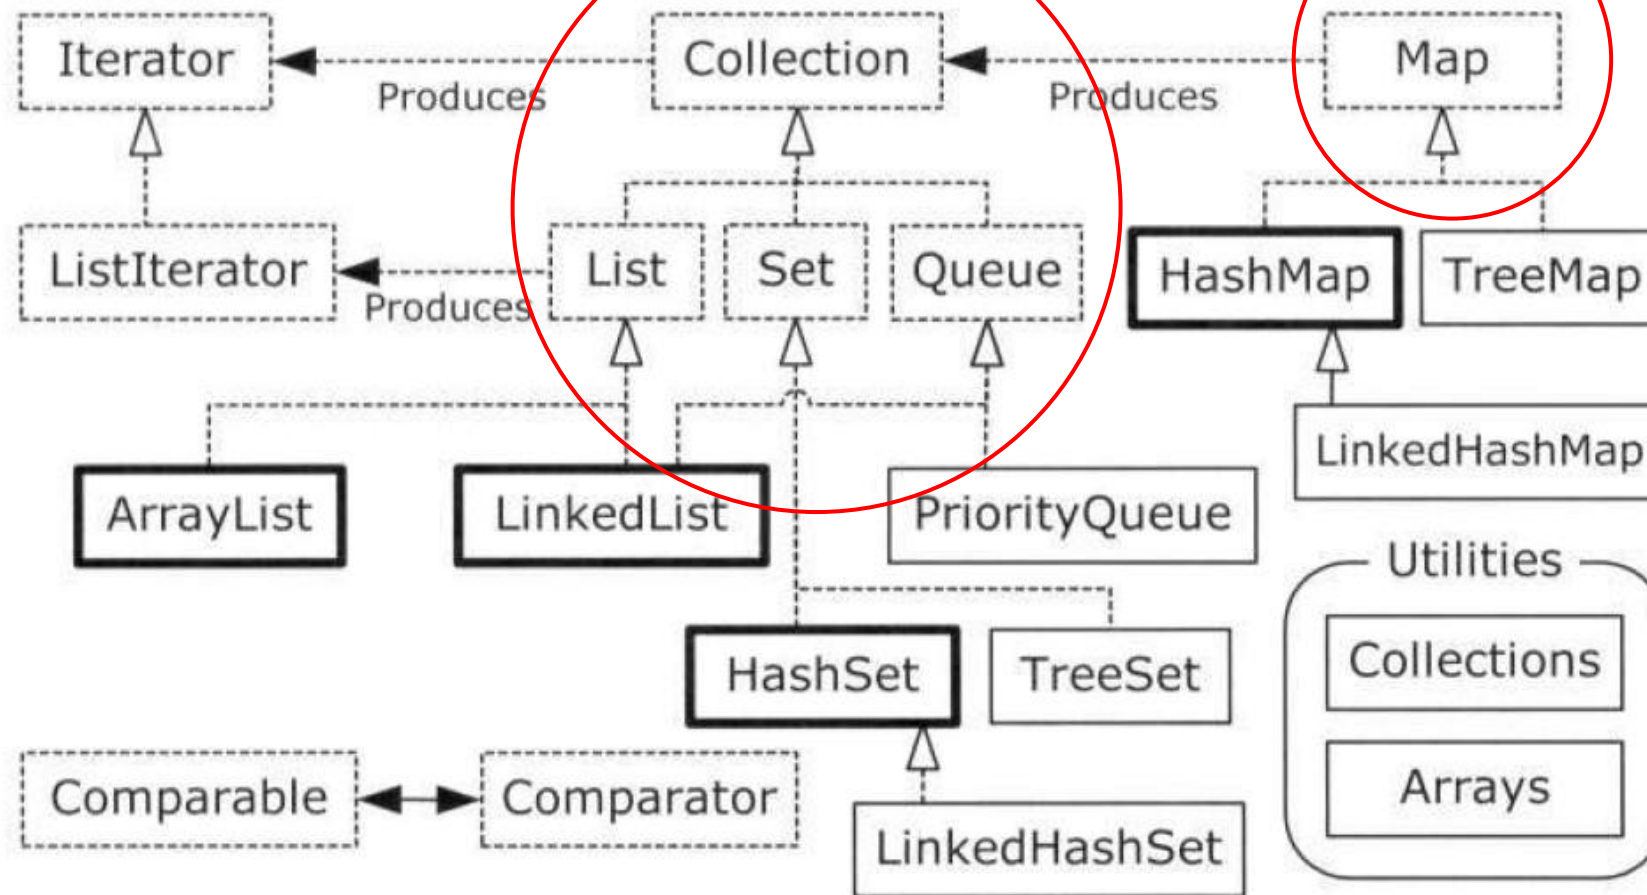 Iterator
Collection
Map
Produces
Produces
ListIterator
List
Set
Queue
HashMap
TreeMap
Produces
LinkedHashMap
ArrayList
LinkedList
PriorityQueue
Utilities
HashSet
TreeSet
Collections
Comparable
Comparator
Arrays
LinkedHashSet